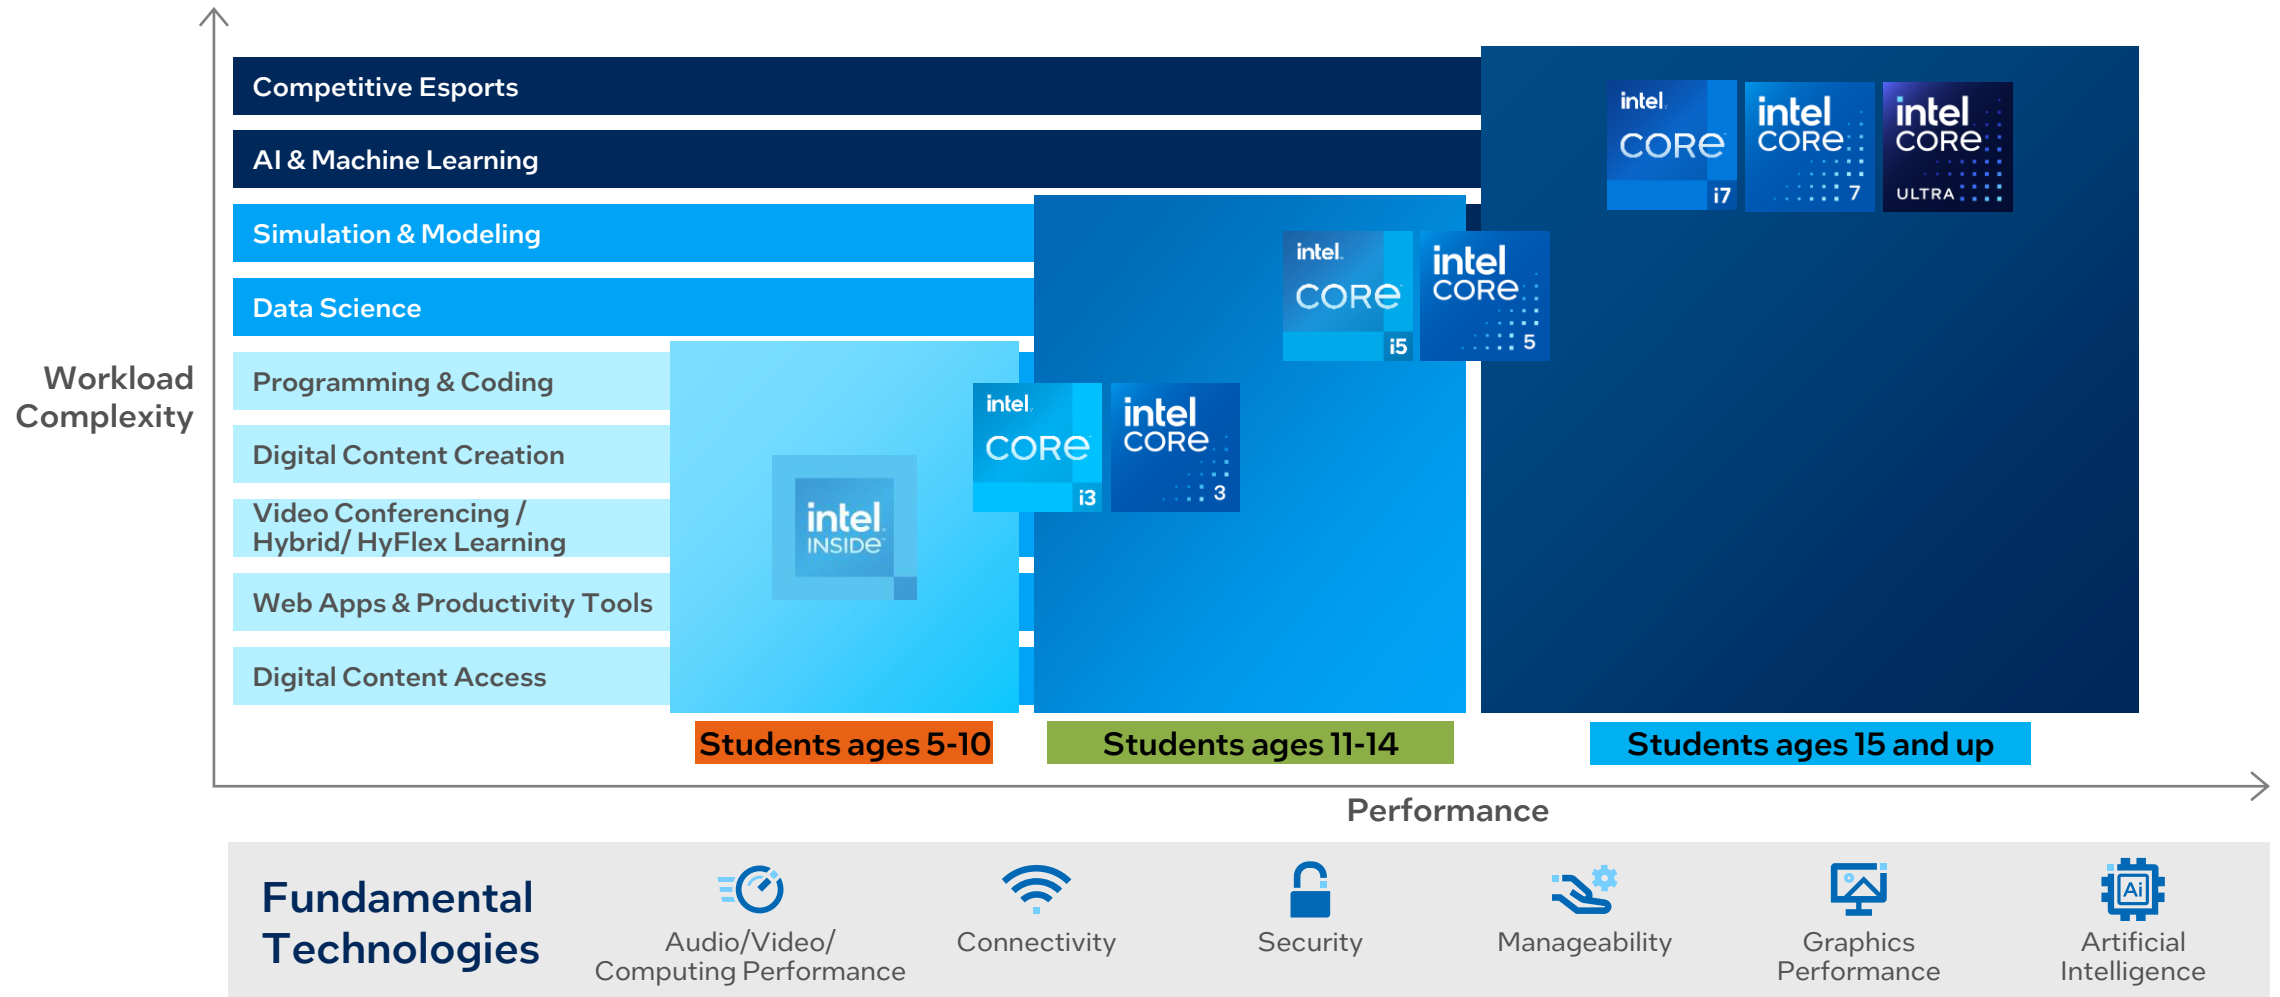 Competitive Esports
AI & Machine Learning
Simulation & Modeling
Data Science
Programming & Coding
Digital Content Creation
Video Conferencing /
Hybrid/ HyFlex Learning
Web Apps & Productivity Tools
Digital Content Access
Workload
Complexity
intel
INSIDE
intel
CORE
i3
intel
CORE
3
intel
CORE
i5
intel
CORE
5
intel
CORE
i7
intel
CORE
7
intel
CORE
ULTRA
Students ages 5-10
Students ages 11-14
Students ages 15 and up
Performance
Fundamental
Technologies
Audio/Video/
Computing Performance
Connectivity
Security
Manageability
Graphics
Performance
Ai
Artificial
Intelligence